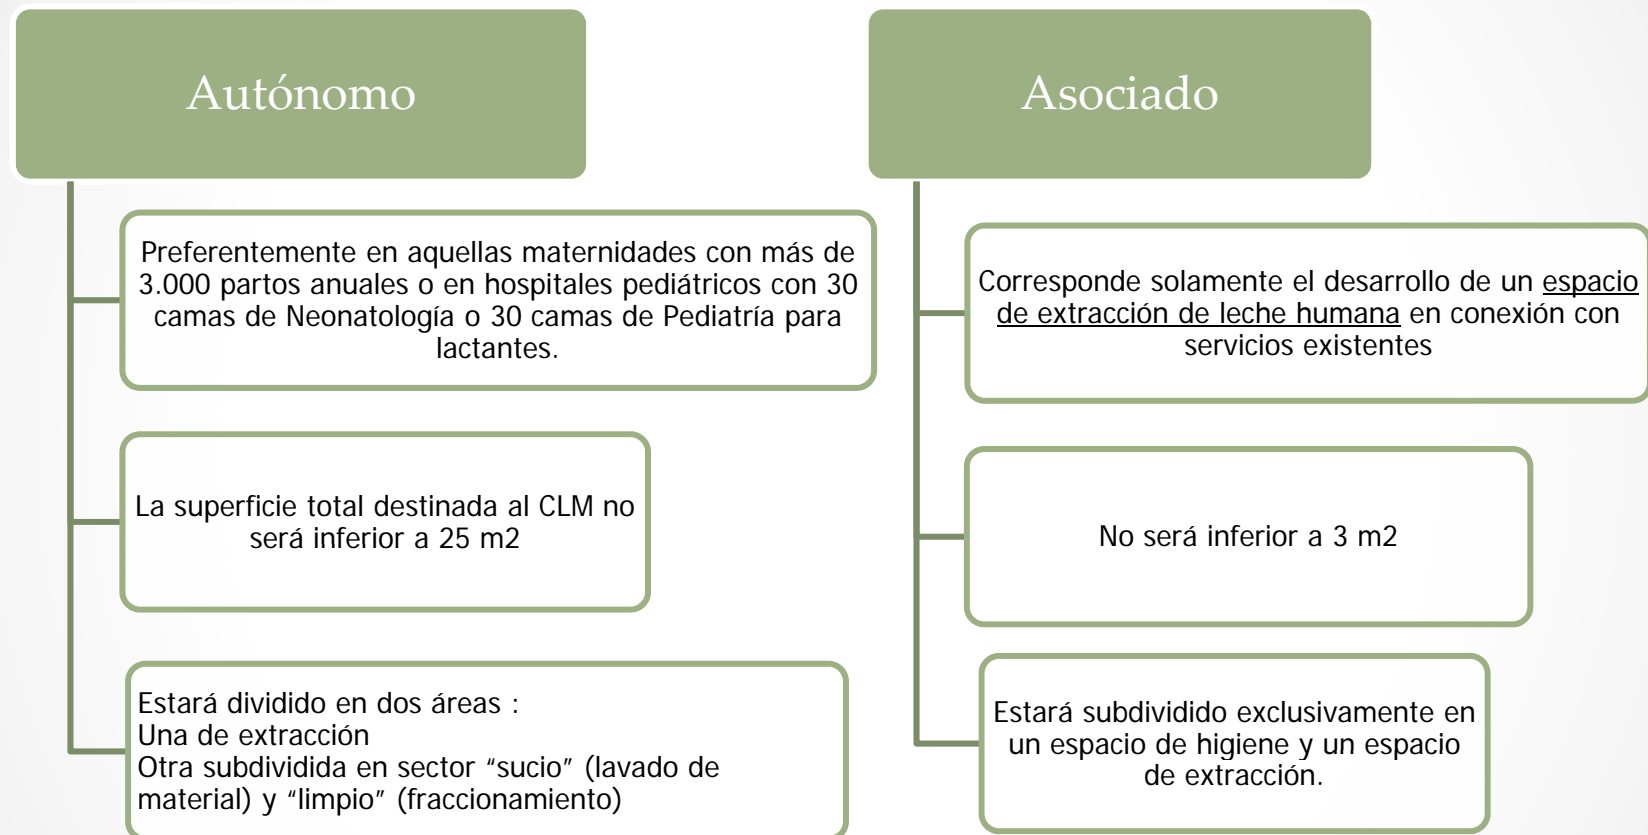 Autónomo
Preferentemente en aquellas maternidades con más de
3.000 partos anuales o en hospitales pediátricos con 30
camas de Neonatología o 30 camas de Pediatría para
lactantes.
La superficie total destinada al CLM no
será inferior a 25 m2
Estará dividido en dos áreas :
Una de extracción
Otra subdividida en sector “sucio” (lavado de
material) y “limpio” (fraccionamiento)
Asociado
Corresponde solamente el desarrollo de un espacio
de extracción de leche humana en conexión con
servicios existentes
No será inferior a 3 m2
Estará subdividido exclusivamente en
un espacio de higiene y un espacio
de extracción.